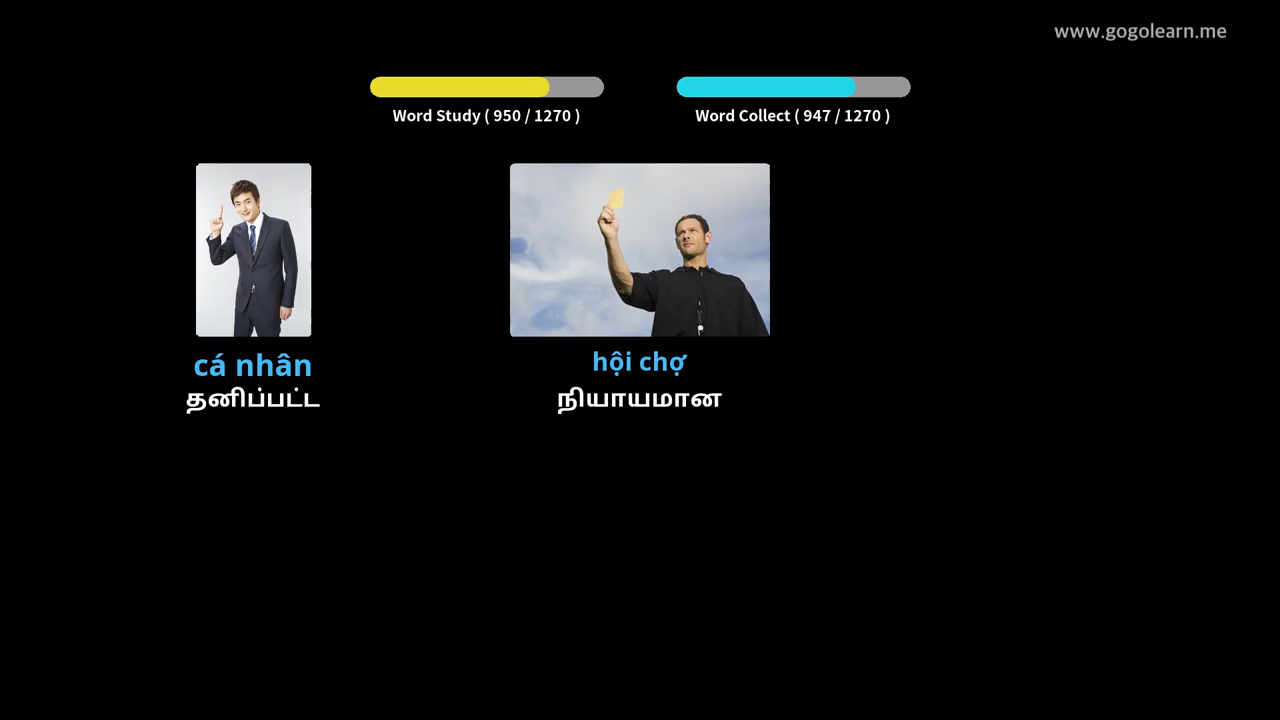 www.gogolearn.me
Word Study ( 950 / 1270 )
Word Collect ( 947 / 1270 )
cá nhân
தனிப்பட்ட
hội chợ
நியாயமான